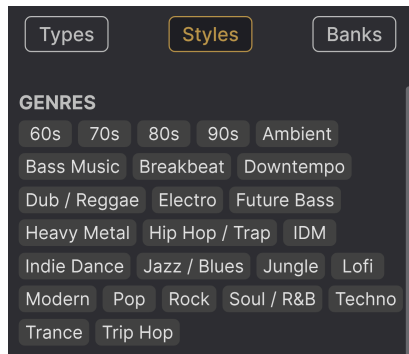 Types Styles Banks
GENRES
60s 70s 80s 90s Ambient
Bass Music Breakbeat Downtempo
Dub / Reggae Electro Future Bass
Heavy Metal Hip Hop / Trap IDM
Indie Dance Jazz / Blues Jungle Lofi
Modern Pop Rock Soul / R&B Techno
Trance Trip Hop